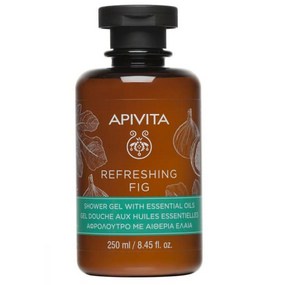 APIVITA
REFRESHING
FIG
SHOWER GEL WITH ESSENTIAL OILS
GEL DOUCHE AUX HUILES ESSENTIELLES
ΑΦΡΟΛΟΥΤΡΟ ΜΕ ΑΙΘΕΡΙΑ ΕΛΑΙΑ
250 ml / 8.45 fl. oz.